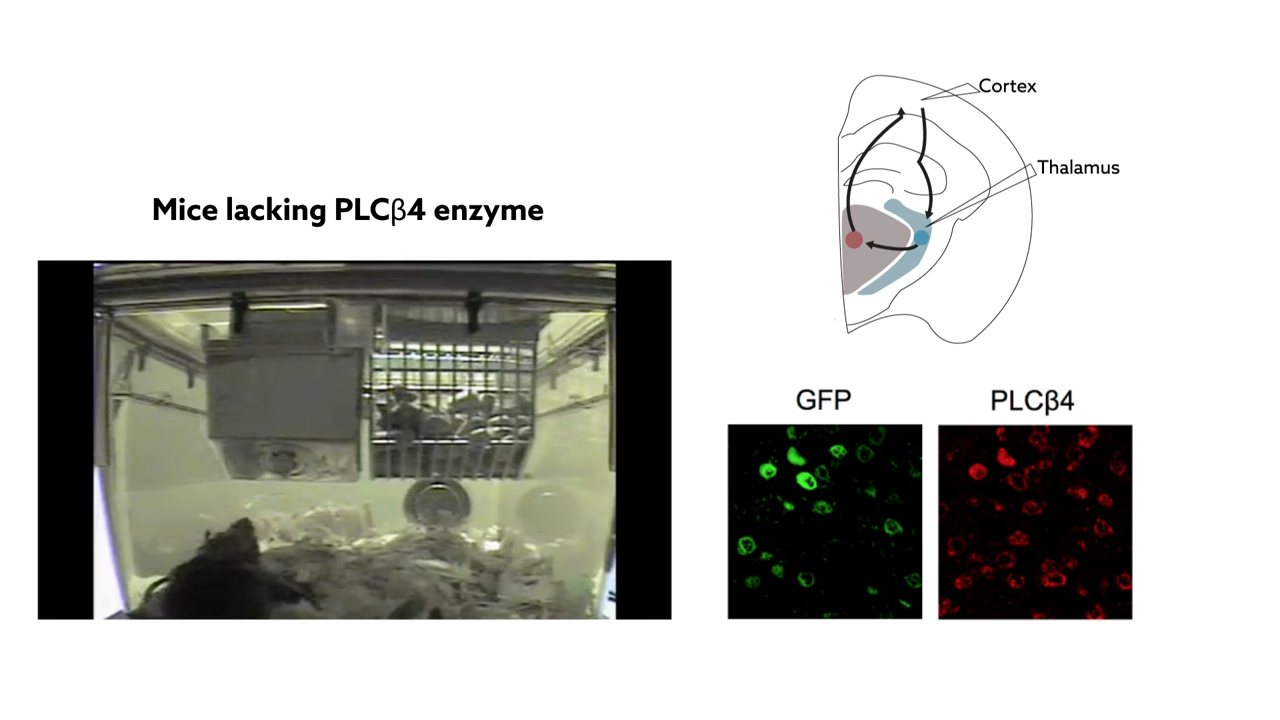 Mice lacking PLCβ4 enzyme
Cortex
Thalamus
GFP
PLCβ4